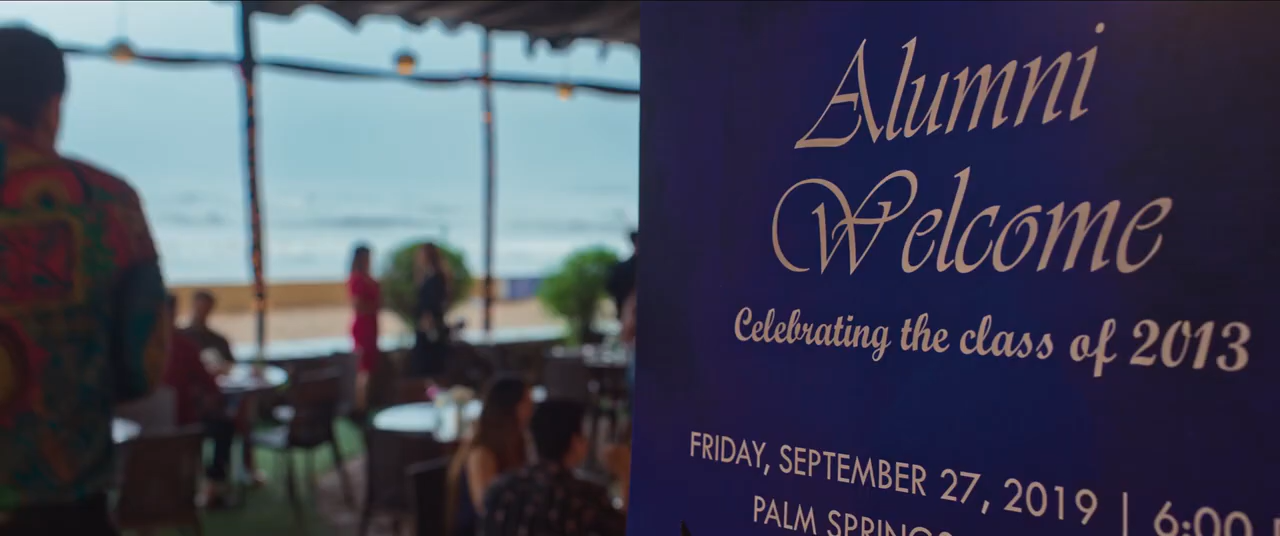 Alumni
Welcome
Celebrating the class of 2013
FRIDAY, SEPTEMBER 27, 2019 | 6:00
PALM SPRINGS